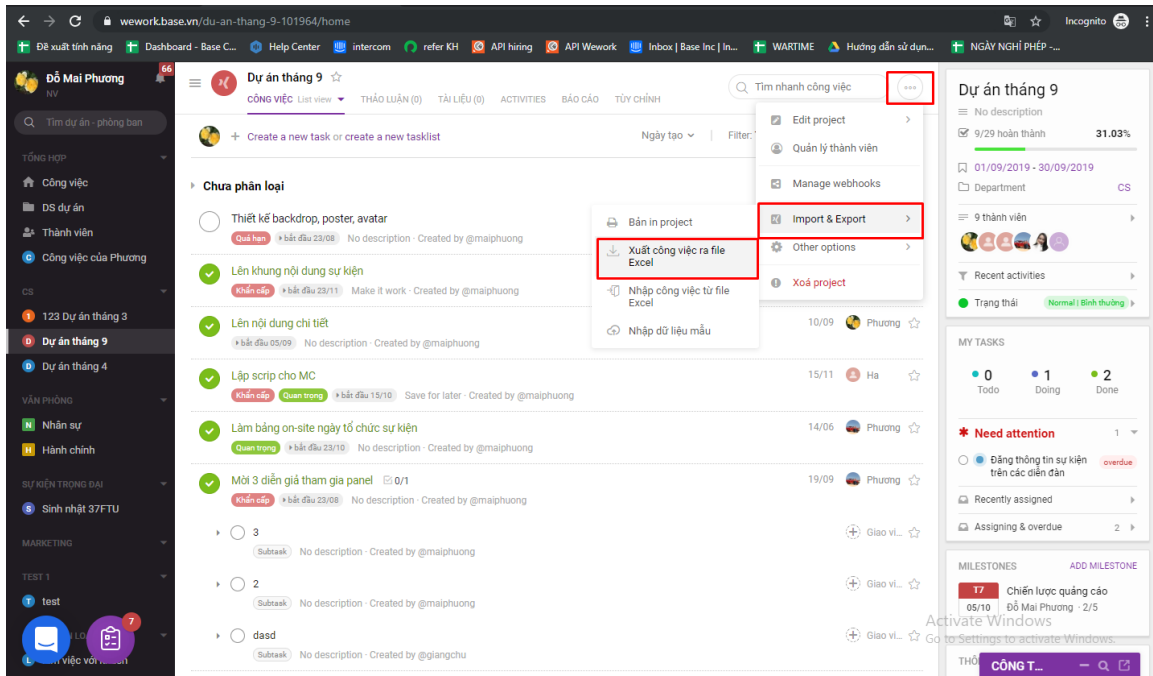 wework.base.vn/du-an-thang-9-101964/home
Incognito
Đề xuất tính năng
Dashboard - Base C...
Help Center
intercom
refer KH
API hiring
API Wework
Inbox | Base Inc | In...
WARTIME
Hướng dẫn sử dụn...
NGÀY NGHỈ PHÉP -...
Đỗ Mai Phương
NV
66
Tìm dự án - phòng ban
TỔNG HỢP
Công việc
DS dự án
Thành viên
C Công việc của Phương
CS
123 Dự án tháng 3
D Dự án tháng 9
D Dự án tháng 4
VĂN PHÒNG
N Nhân sự
H Hành chính
SỰ KIỆN TRỌNG ĐẠI
S Sinh nhật 37FTU
MARKETING
TEST 1
T test
7
Dự án tháng 9
CÔNG VIỆC List view
THẢO LUẬN (0)
TÀI LIỆU (0)
ACTIVITIES
BÁO CÁO
TÙY CHỈNH
Tìm nhanh công việc
+ Create a new task or create a new tasklist
Ngày tạo
Filter:
Chưa phân loại
Thiết kế backdrop, poster, avatar
Quá hạn bắt đầu 23/08 No description · Created by @maiphuong
Lên khung nội dung sự kiện
Khẩn cấp bắt đầu 23/11 Make it work · Created by @maiphuong
Lên nội dung chi tiết
10/09 Phương
bắt đầu 05/09 No description · Created by @maiphuong
Lập scrip cho MC
15/11 Ha
Khẩn cấp Quan trọng bắt đầu 15/10 Save for later · Created by @maiphuong
Làm bảng on-site ngày tổ chức sự kiện
14/06 Phương
Quan trọng bắt đầu 23/10 No description · Created by @maiphuong
Mời 3 diễn giả tham gia panel 0/1
19/09 Phương
Khẩn cấp bắt đầu 23/08 No description · Created by @maiphuong
3
Giao vi...
Subtask No description · Created by @maiphuong
2
Giao vi...
Subtask No description · Created by @maiphuong
dasd
Giao vi...
Subtask No description · Created by @giangchu
Edit project
Quản lý thành viên
Manage webhooks
Import & Export
Other options
Xoá project
Bản in project
Xuất công việc ra file
Excel
Nhập công việc từ file
Excel
Nhập dữ liệu mẫu
Dự án tháng 9
No description
9/29 hoàn thành 31.03%
01/09/2019 - 30/09/2019
Department CS
9 thành viên
Recent activities
Trạng thái Normal | Bình thường
MY TASKS
0 1 2
Todo Doing Done
Need attention 1
Đăng thông tin sự kiện
trên các diễn đàn
overdue
Recently assigned
Assigning & overdue 2
MILESTONES ADD MILESTONE
T7 Chiến lược quảng cáo
05/10 Đỗ Mai Phương · 2/5
Activate Windows
Go to Settings to activate Windows.
CÔNG T...